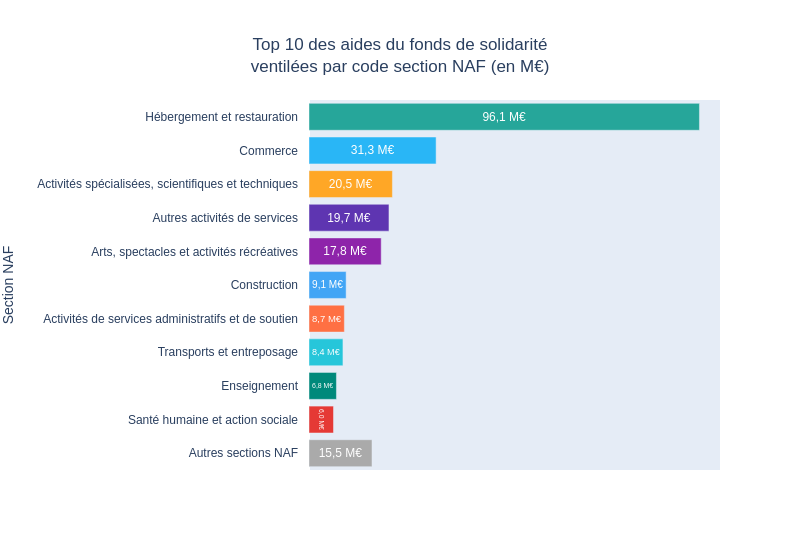 Top 10 des aides du fonds de solidarité
ventilées par code section NAF (en M€)
Section NAF
Hébergement et restauration 96,1 M€
Commerce 31,3 M€
Activités spécialisées, scientifiques et techniques 20,5 M€
Autres activités de services 19,7 M€
Arts, spectacles et activités récréatives 17,8 M€
Construction 9,1 M€
Activités de services administratifs et de soutien 8,7 M€
Transports et entreposage 8,4 M€
Enseignement 6,8 M€
Santé humaine et action sociale 6,0 M€
Autres sections NAF 15,5 M€